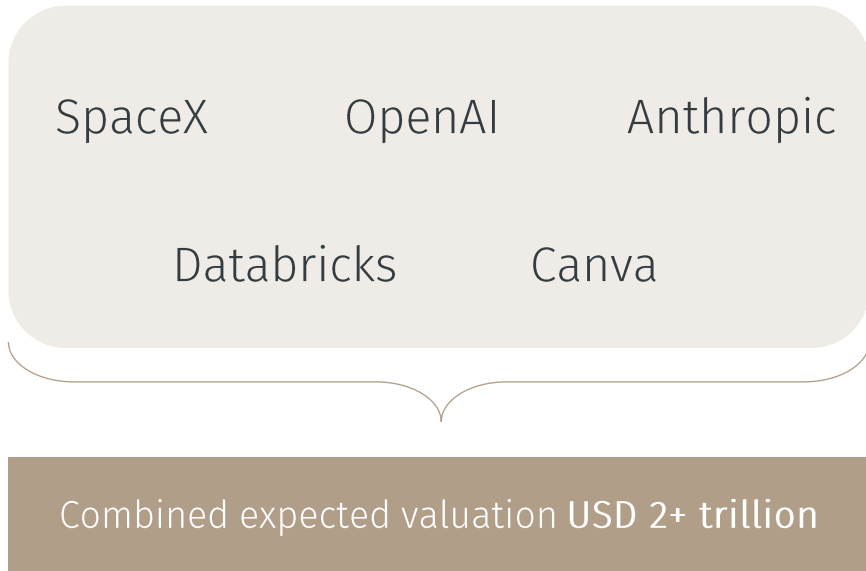 SpaceX OpenAI Anthropic
Databricks Canva
Combined expected valuation USD 2+ trillion